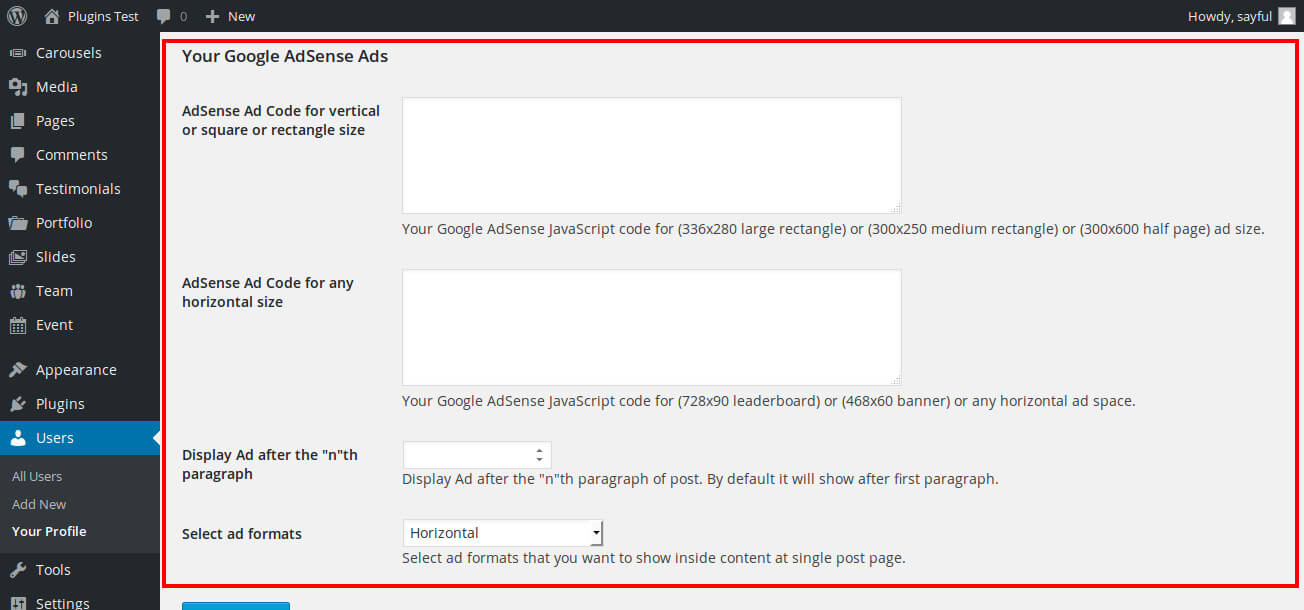 Plugins Test 0 New Howdy, sayful
Carousels
Media
Pages
Comments
Testimonials
Portfolio
Slides
Team
Event
Appearance
Plugins
Users
All Users
Add New
Your Profile
Tools
Settings
Your Google AdSense Ads
AdSense Ad Code for vertical
or square or rectangle size
Your Google AdSense JavaScript code for (336x280 large rectangle) or (300x250 medium rectangle) or (300x600 half page) ad size.
AdSense Ad Code for any
horizontal size
Your Google AdSense JavaScript code for (728x90 leaderboard) or (468x60 banner) or any horizontal ad space.
Display Ad after the "n"th
paragraph
Display Ad after the "n"th paragraph of post. By default it will show after first paragraph.
Select ad formats
Horizontal
Select ad formats that you want to show inside content at single post page.